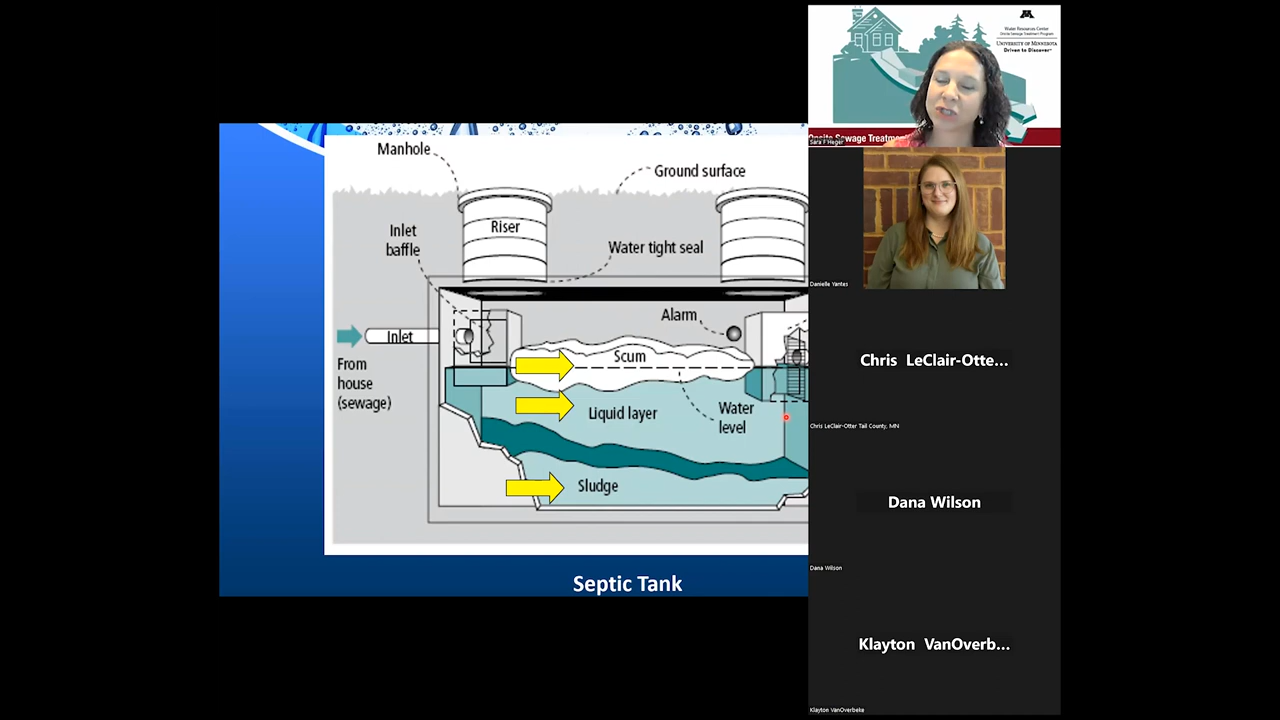 Manhole
Ground surface
Inlet
baffle
Riser
Water tight seal
Alarm
Inlet
Scum
From
house
(sewage)
Liquid layer
Water
level
Sludge
Septic Tank
Water Resources Center
Onsite Sewage Treatment Program
UNIVERSITY OF MINNESOTA
Driven to Discover
Onsite Sewage Treatme
Sara F Heger
Danielle Yantes
Chris LeClair-Otte...
Chris LeClair-Otter Tail County, MN
Dana Wilson
Dana Wilson
Klayton VanOverb...
Klayton VanOverbeke